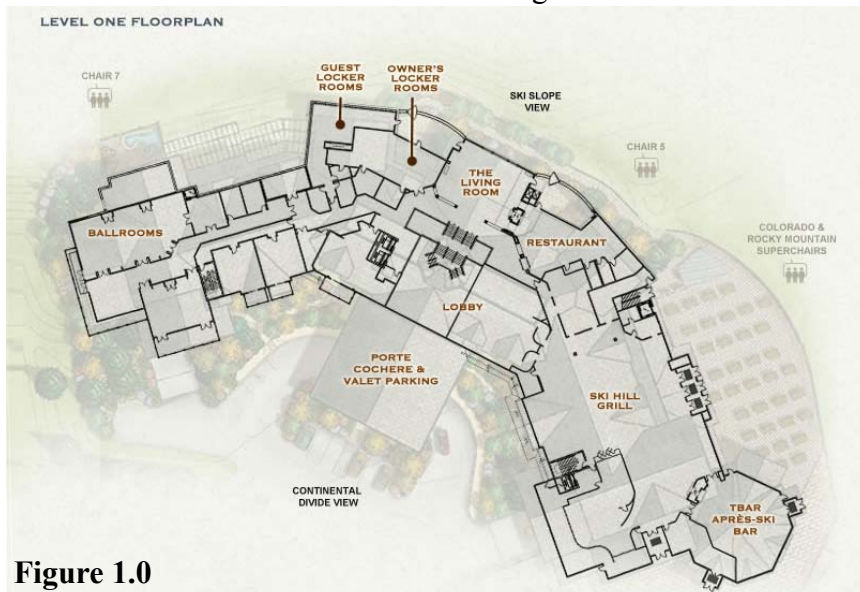 LEVEL ONE FLOORPLAN
CHAIR 7
GUEST
LOCKER
ROOMS
OWNER'S
LOCKER
ROOMS
SKI SLOPE
VIEW
CHAIR 5
THE
LIVING
ROOM
COLORADO &
ROCKY MOUNTAIN
SUPERCHAIRS
BALLROOMS
RESTAURANT
LOBBY
PORTE
COCHERE &
VALET PARKING
SKI HILL
GRILL
CONTINENTAL
DIVIDE VIEW
TBAR
APRÈS-SKI
BAR
Figure 1.0